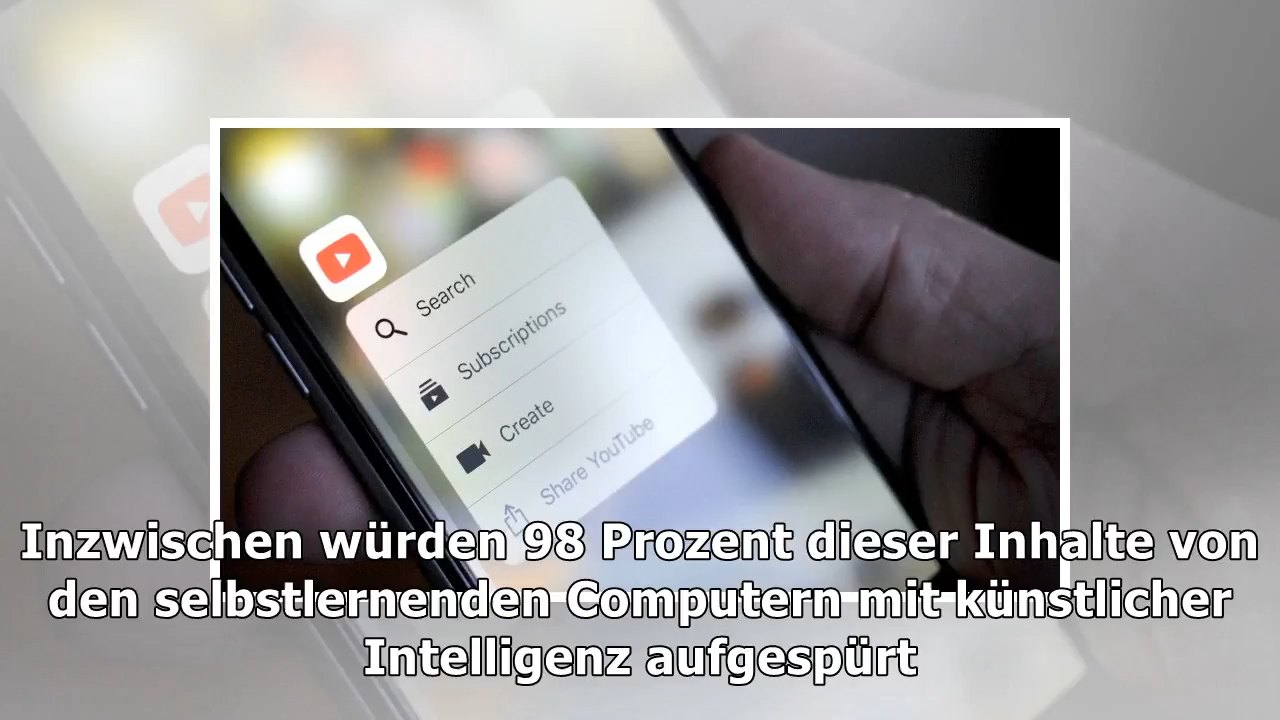 Search
Subscriptions
Create
Share YouTube
Inzwischen würden 98 Prozent dieser Inhalte von
den selbstlernenden Computern mit künstlicher
Intelligenz aufgespürt